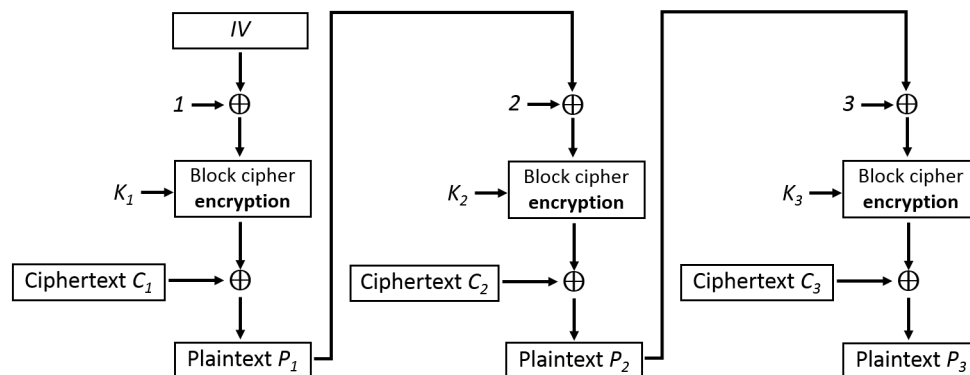 IV
1
2
3
K₁
Block cipher
encryption
K₂
Block cipher
encryption
K₃
Block cipher
encryption
Ciphertext C₁
Ciphertext C₂
Ciphertext C₃
Plaintext P₁
Plaintext P₂
Plaintext P₃